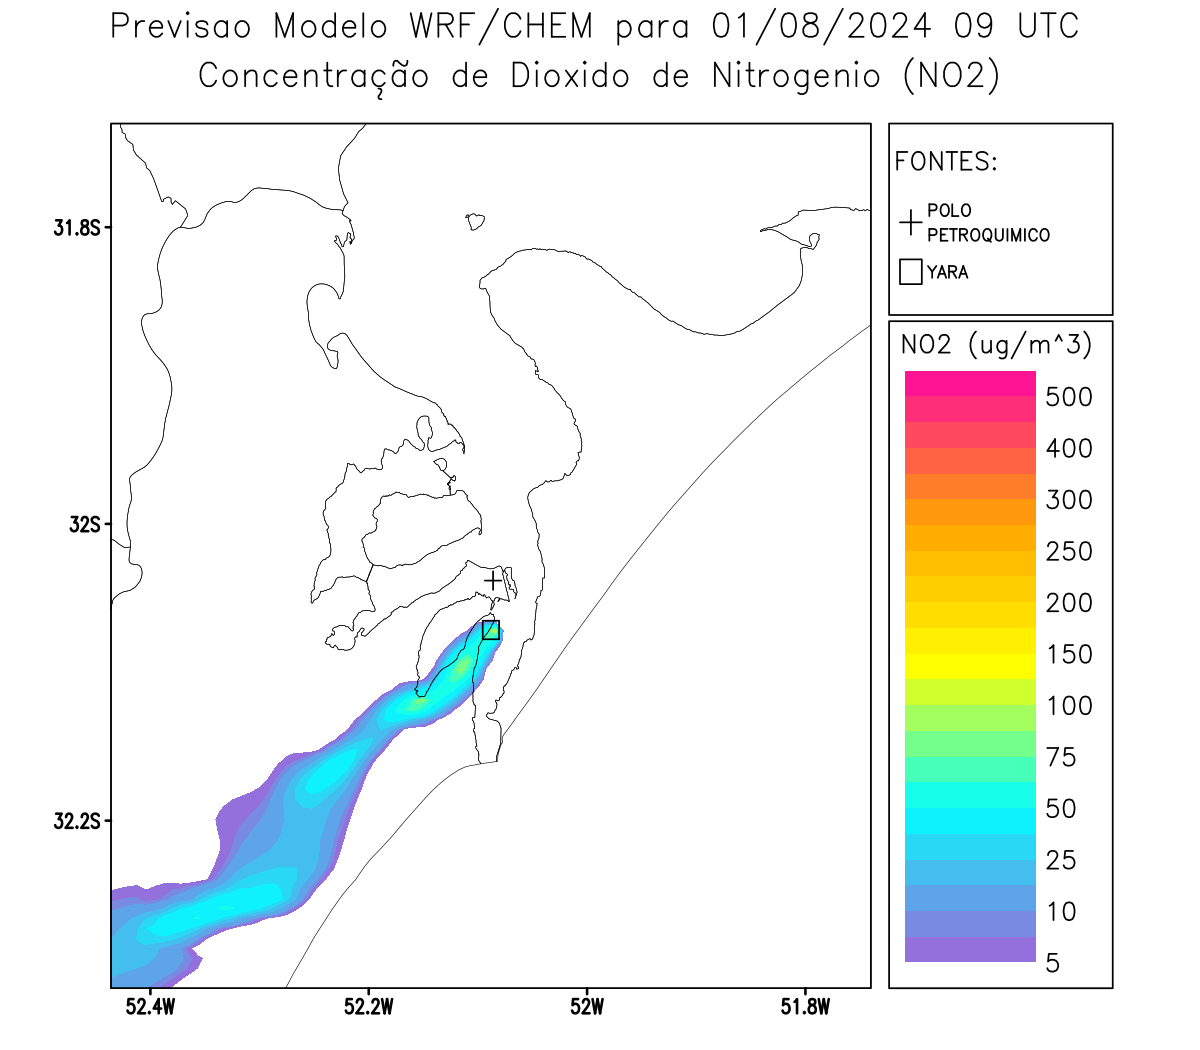 Previsao Modelo WRF/CHEM para 01/08/2024 09 UTC
Concentração de Dioxido de Nitrogenio (NO2)
FONTES:
POLO
PETROQUIMICO
YARA
NO2 (ug/m^3)
500
400
300
250
200
150
100
75
50
25
10
5
31.8S
32S
32.2S
52.4W
52.2W
52W
51.8W